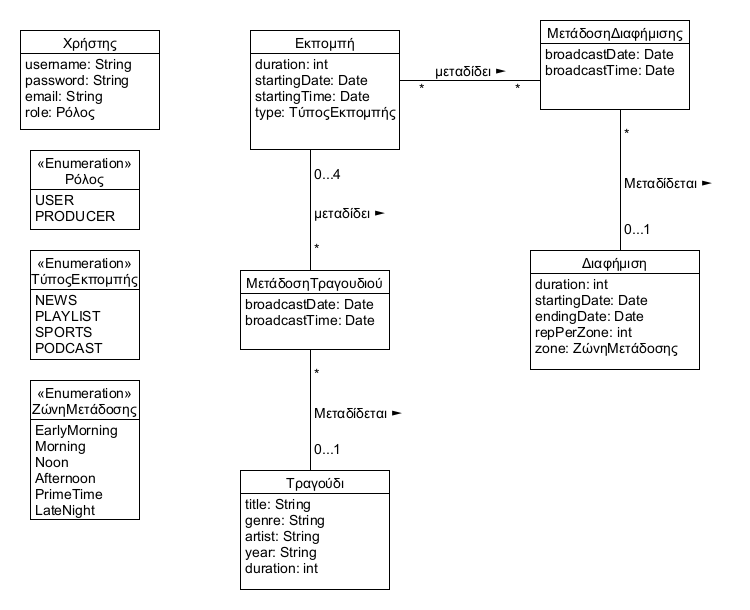 Χρήστης
username: String
password: String
email: String
role: Ρόλος
«Enumeration»
Ρόλος
USER
PRODUCER
«Enumeration»
ΤύποςΕκπομπής
NEWS
PLAYLIST
SPORTS
PODCAST
«Enumeration»
ΖώνηΜετάδοσης
EarlyMorning
Morning
Noon
Afternoon
PrimeTime
LateNight
Εκπομπή
duration: int
startingDate: Date
startingTime: Date
type: ΤύποςΕκπομπής
μεταδίδει ►
* *
ΜετάδοσηΔιαφήμισης
broadcastDate: Date
broadcastTime: Date
0...4
μεταδίδει ►
*
ΜετάδοσηΤραγουδιού
broadcastDate: Date
broadcastTime: Date
*
Μεταδίδεται ►
0...1
Τραγούδι
title: String
genre: String
artist: String
year: String
duration: int
*
Μεταδίδεται ►
0...1
Διαφήμιση
duration: int
startingDate: Date
endingDate: Date
repPerZone: int
zone: ΖώνηΜετάδοσης